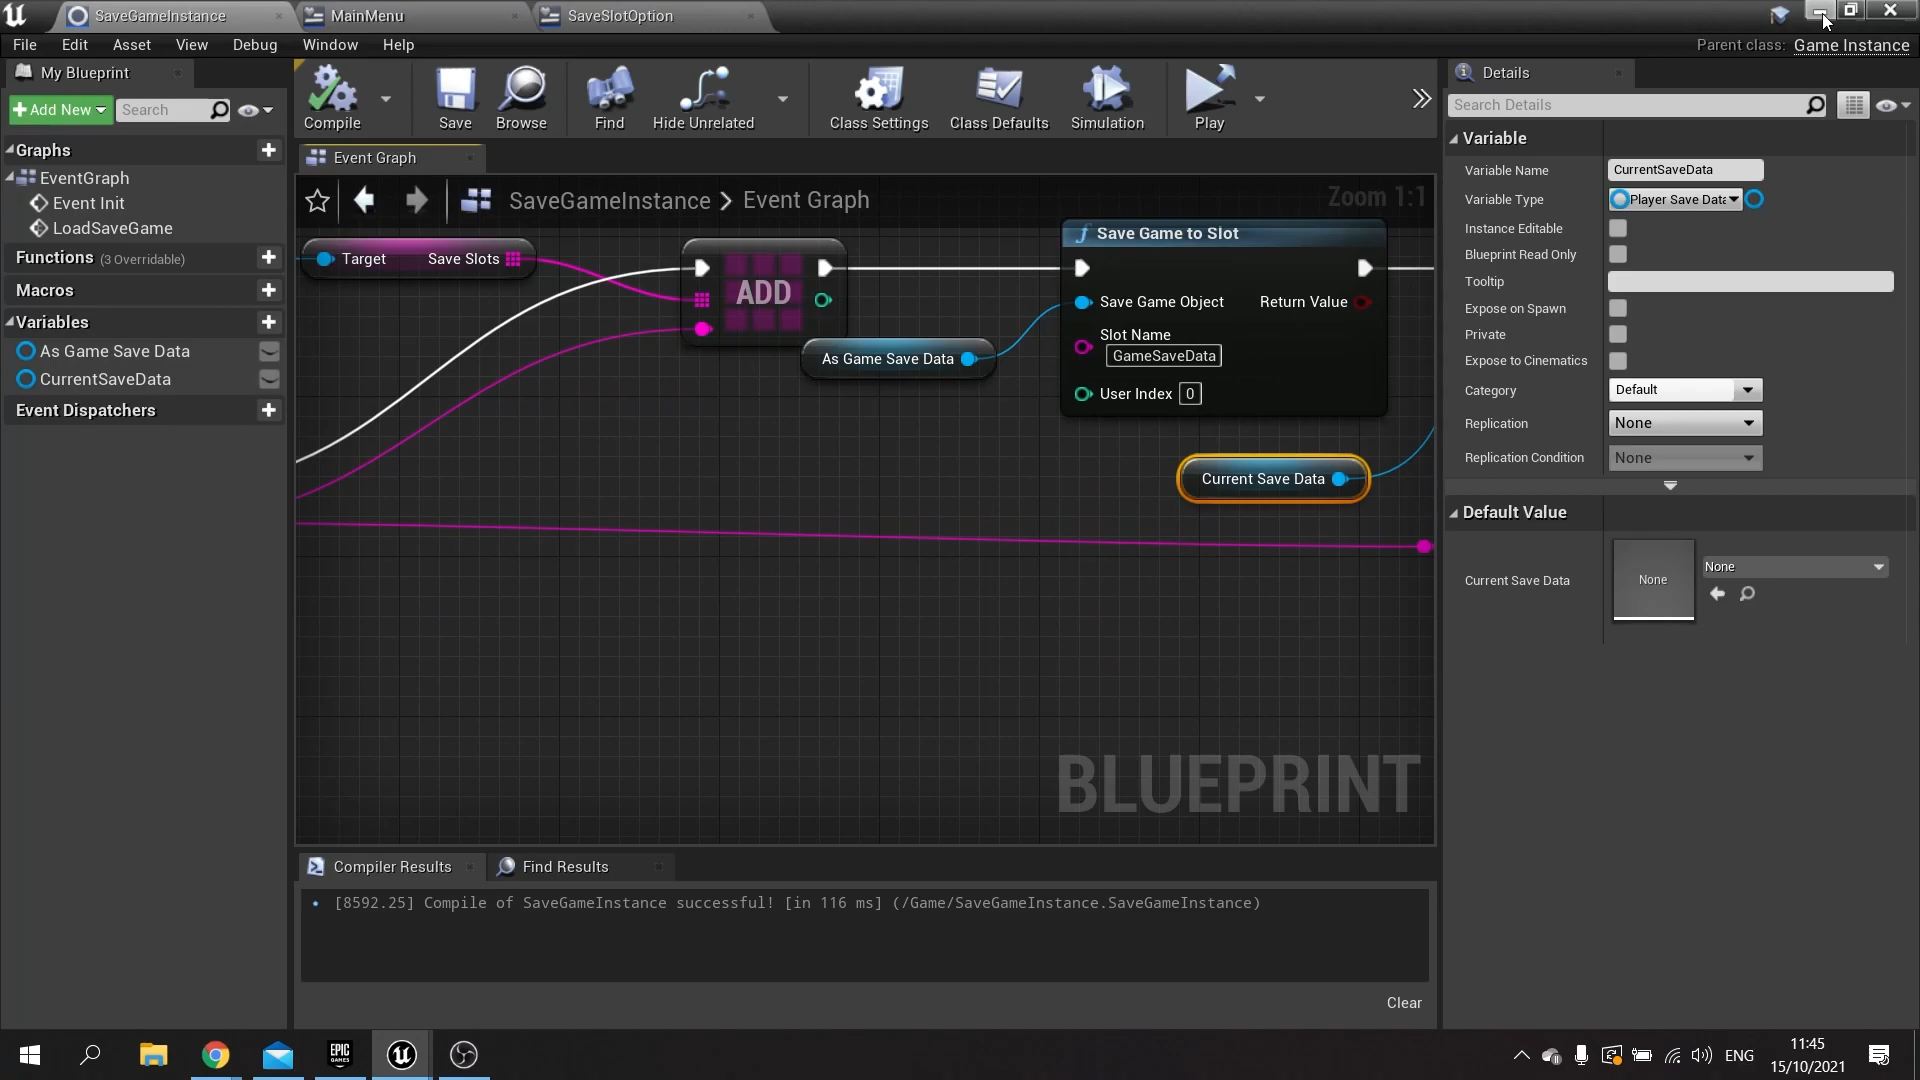 SaveGameInstance
MainMenu
SaveSlotOption
File Edit Asset View Debug Window Help
Parent class: Game Instance
My Blueprint
Add New
Search
Graphs
EventGraph
Event Init
LoadSaveGame
Functions (3 Overridable)
Macros
Variables
As Game Save Data
CurrentSaveData
Event Dispatchers
Compile
Save
Browse
Find
Hide Unrelated
Class Settings
Class Defaults
Simulation
Play
Event Graph
SaveGameInstance > Event Graph
Zoom 1:1
Target
Save Slots
ADD
As Game Save Data
Save Game to Slot
Save Game Object
Return Value
Slot Name
GameSaveData
User Index 0
Current Save Data
BLUEPRINT
Compiler Results
Find Results
[8592.25] Compile of SaveGameInstance successful! [in 116 ms] (/Game/SaveGameInstance.SaveGameInstance)
Clear
Details
Search Details
Variable
Variable Name CurrentSaveData
Variable Type Player Save Data
Instance Editable
Blueprint Read Only
Tooltip
Expose on Spawn
Private
Expose to Cinematics
Category Default
Replication None
Replication Condition None
Default Value
Current Save Data
None
None
EPIC
GAMES
ENG
11:45
15/10/2021